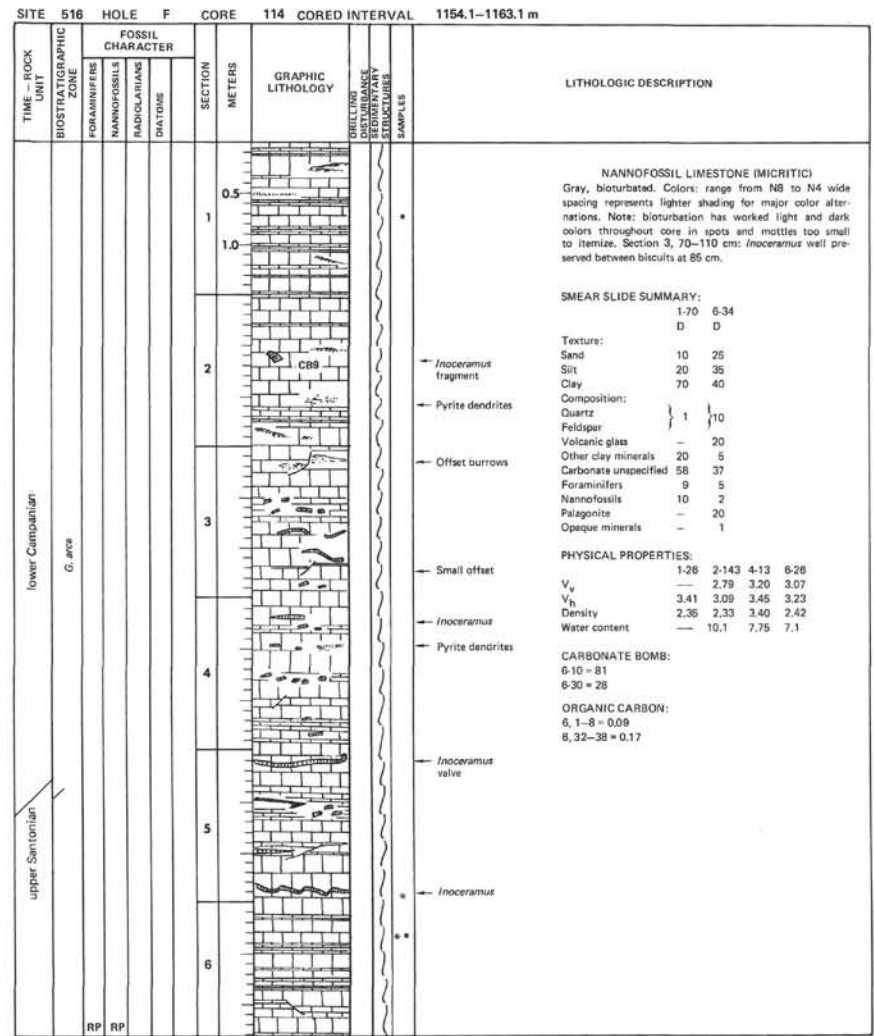 SITE 516 HOLE F CORE 114 CORED INTERVAL 1154.1–1163.1 m
TIME – ROCK UNIT
BIOSTRATIGRAPHIC ZONE
FOSSIL CHARACTER
FORAMINIFERS
NANNOFOSSILS
RADIOLARIANS
DIATOMS
SECTION
METERS
GRAPHIC LITHOLOGY
DRILLING DISTURBANCE
SEDIMENTARY STRUCTURES
SAMPLES
LITHOLOGIC DESCRIPTION
lower Campanian
upper Santonian
G. arca
RP RP
0.5
1
1.0
2
3
4
5
6
CB9
*
*
* *
Inoceramus
fragment
Pyrite dendrites
Offset burrows
Small offset
Inoceramus
Pyrite dendrites
Inoceramus
valve
Inoceramus
NANNOFOSSIL LIMESTONE (MICRITIC)
Gray, bioturbated. Colors: range from N8 to N4 wide
spacing represents lighter shading for major color alter-
nations. Note: bioturbation has worked light and dark
colors throughout core in spots and mottles too small
to itemize. Section 3, 70–110 cm: Inoceramus well pre-
served between biscuits at 85 cm.
SMEAR SLIDE SUMMARY:
1-70 6-34
D D
Texture:
Sand 10 25
Silt 20 35
Clay 70 40
Composition:
Quartz } 1 } 10
Feldspar
Volcanic glass – 20
Other clay minerals 20 5
Carbonate unspecified 58 37
Foraminifers 9 5
Nannofossils 10 2
Palagonite – 20
Opaque minerals – 1
PHYSICAL PROPERTIES:
1-26 2-143 4-13 6-26
Vv –– 2.79 3.20 3.07
Vh 3.41 3.09 3.45 3.23
Density 2.35 2.33 3.40 2.42
Water content –– 10.1 7.75 7.1
CARBONATE BOMB:
6-10 = 81
6-30 = 28
ORGANIC CARBON:
6, 1–8 = 0.09
6, 32–38 = 0.17